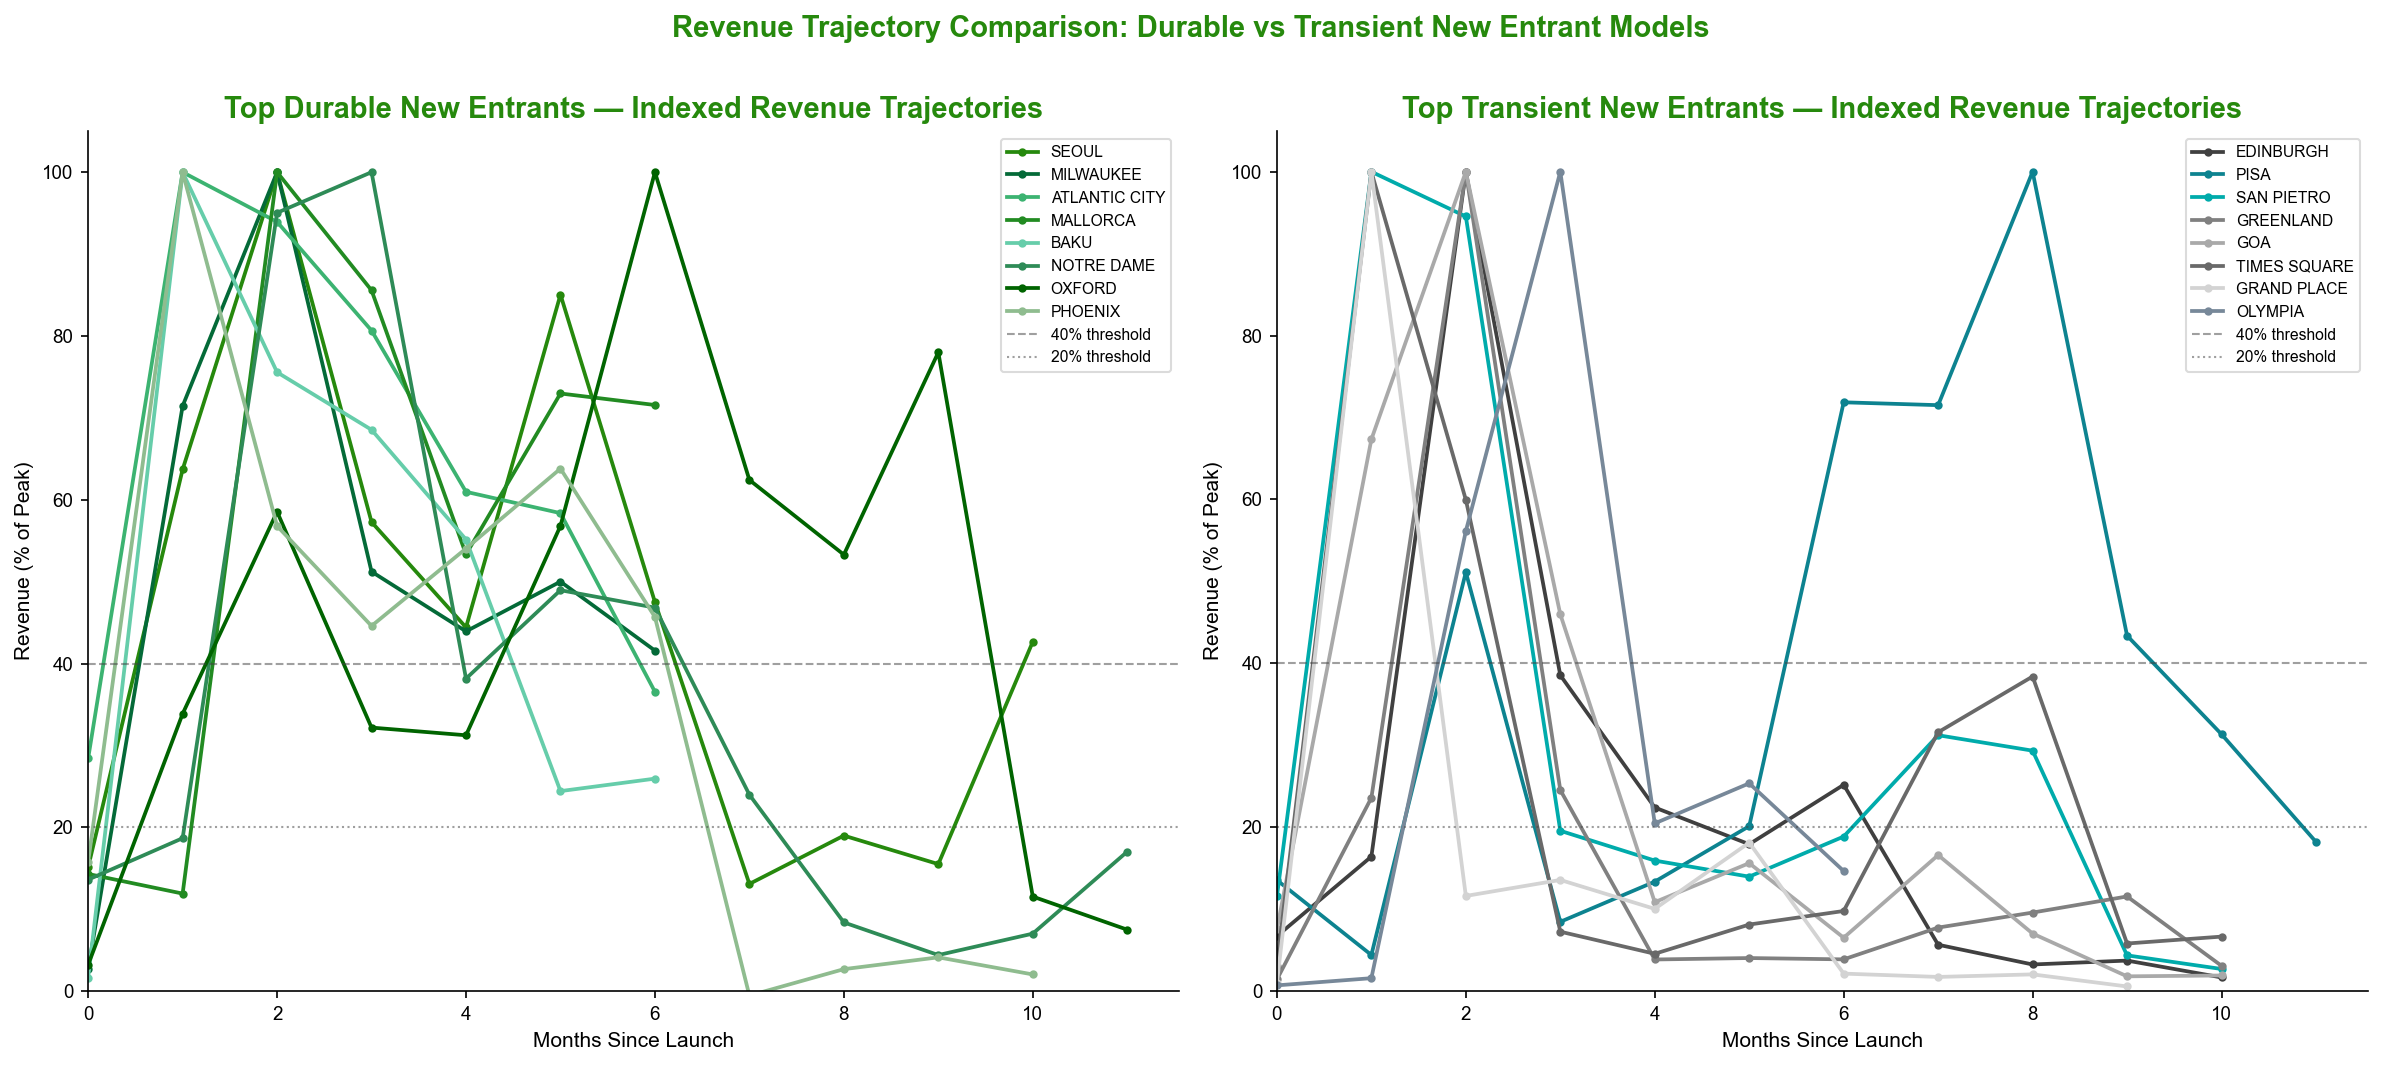 Revenue Trajectory Comparison: Durable vs Transient New Entrant Models
Top Durable New Entrants — Indexed Revenue Trajectories
Revenue (% of Peak)
100
80
60
40
20
0
0 2 4 6 8 10
Months Since Launch
SEOUL
MILWAUKEE
ATLANTIC CITY
MALLORCA
BAKU
NOTRE DAME
OXFORD
PHOENIX
40% threshold
20% threshold
Top Transient New Entrants — Indexed Revenue Trajectories
Revenue (% of Peak)
100
80
60
40
20
0
0 2 4 6 8 10
Months Since Launch
EDINBURGH
PISA
SAN PIETRO
GREENLAND
GOA
TIMES SQUARE
GRAND PLACE
OLYMPIA
40% threshold
20% threshold